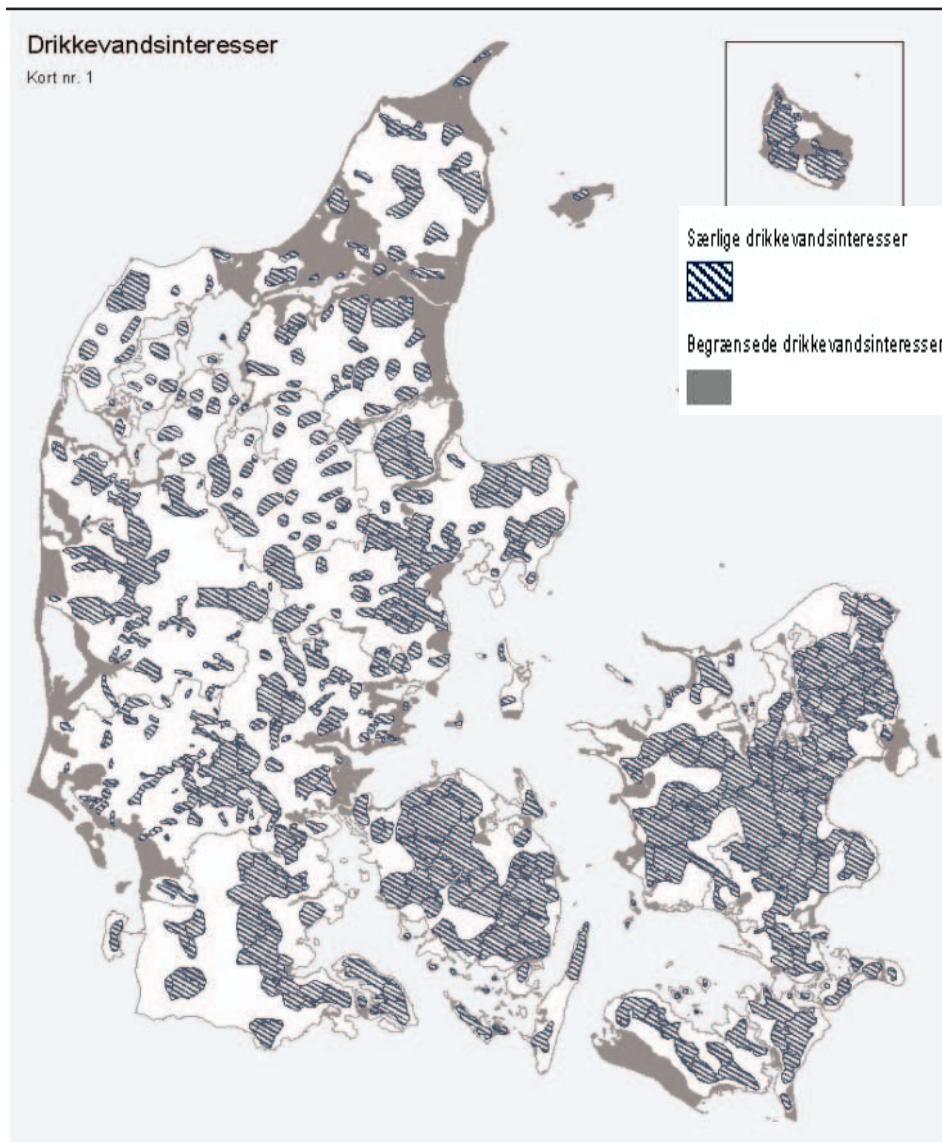 Drikkevandsinteresser
Kort nr. 1
Særlige drikkevandsinteresser
Begrænsede drikkevandsinteresser